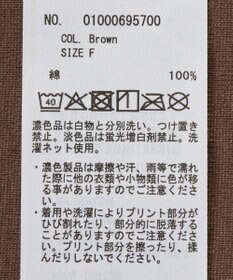 NO. 01000695700
COL. Brown
SIZE F
綿 100%
40
濃色品は白物と分別洗い。つけ置き
禁止。淡色は蛍光増白剤禁止。洗
濯ネット使用。
・濃色製品は摩擦や汗、雨等で濡れ
た際に他の衣類や小物類に色が移
る事がありますのでご注意くださ
い。
・着用や洗濯によりプリント部分が
ひび割れたり、部分的に脱落する
ことがありますのでご注意くださ
い。プリント部分を擦ったり、揉
んだりしないでください。